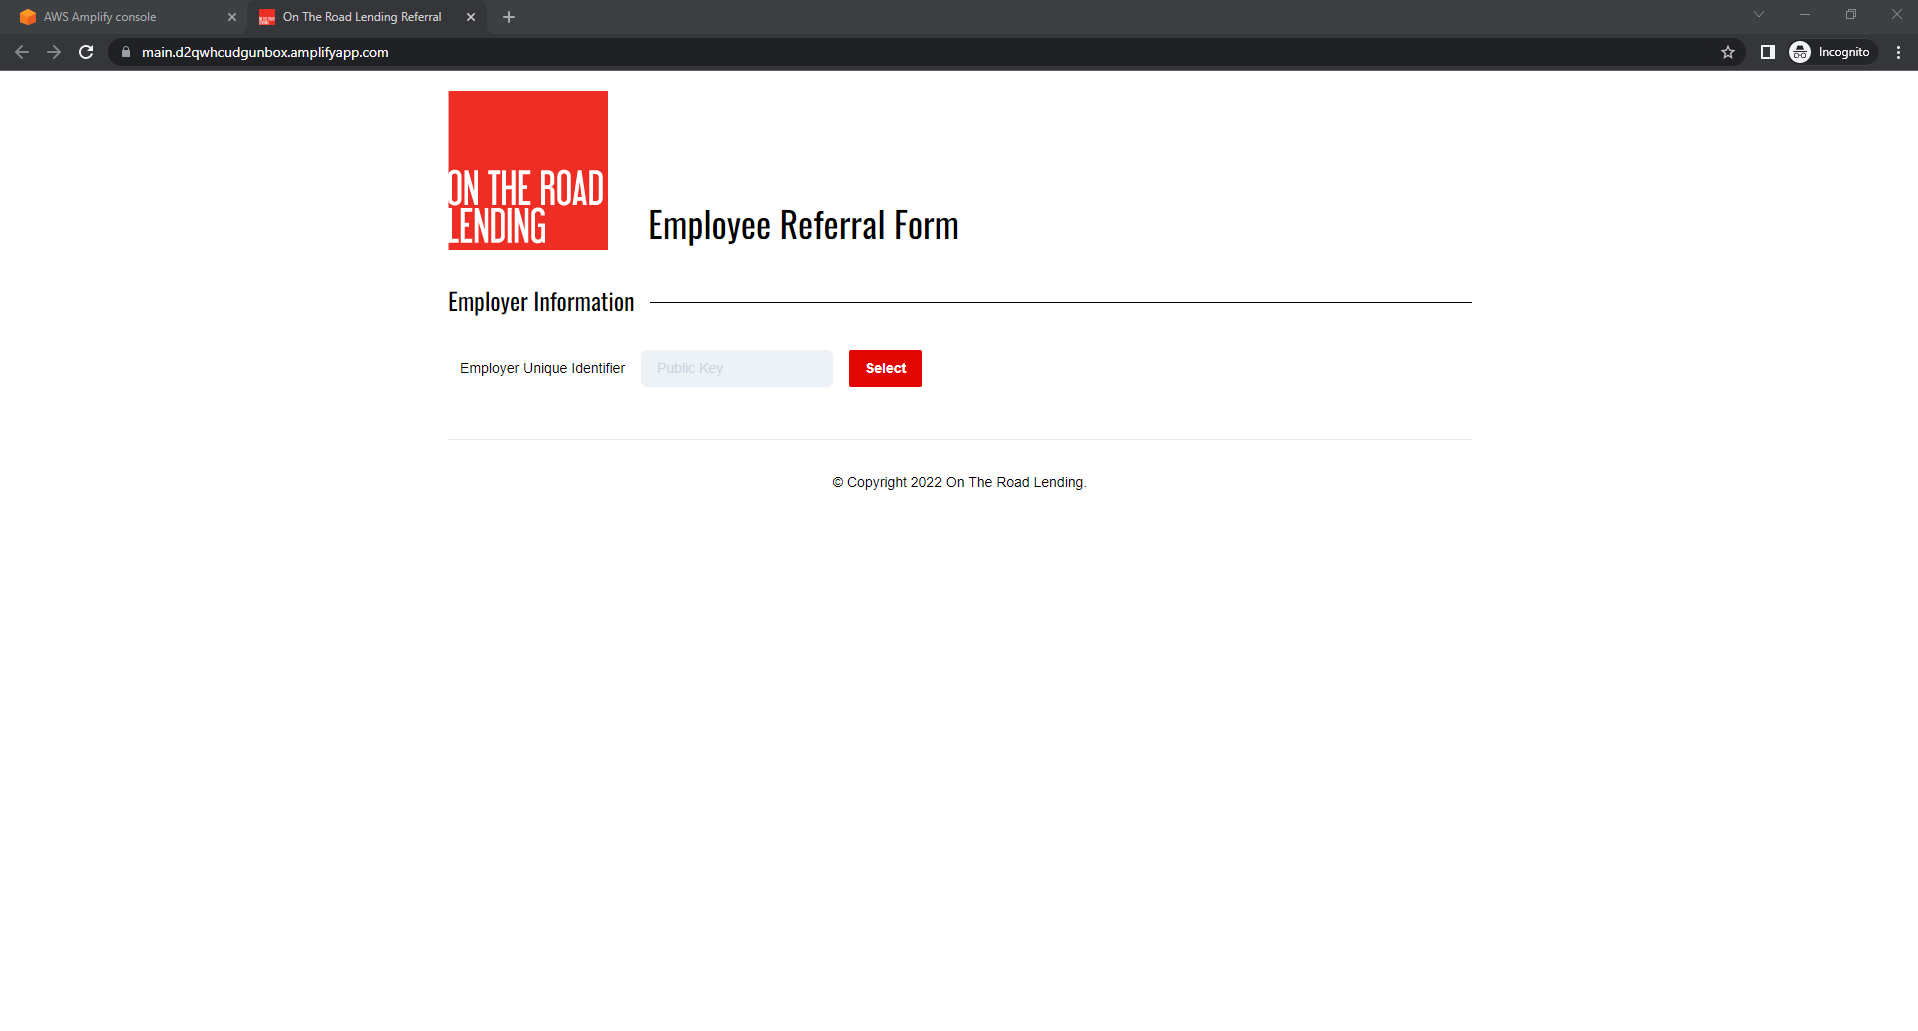 AWS Amplify console
On The Road Lending Referral
main.d2qwhcudgunbox.amplifyapp.com
Incognito
ON THE ROAD
LENDING
Employee Referral Form
Employer Information
Employer Unique Identifier
Public Key
Select
© Copyright 2022 On The Road Lending.